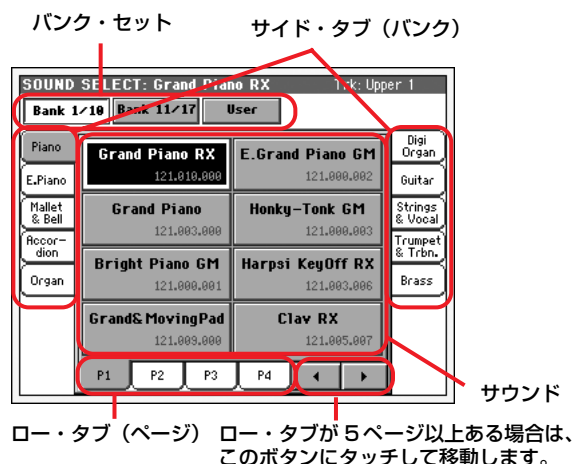 バンク・セット
サイド・タブ（バンク）
SOUND SELECT: Grand Piano RX Trk: Upper 1
Bank 1/10 Bank 11/17 User
Piano
E.Piano
Mallet & Bell
Accor-dion
Organ
Grand Piano RX
121.010.000
E.Grand Piano GM
121.000.002
Grand Piano
121.003.000
Honky-Tonk GM
121.000.003
Bright Piano GM
121.000.001
Harpsi KeyOff RX
121.003.006
Grand&MovingPad
121.009.000
Clav RX
121.005.007
Digi Organ
Guitar
Strings & Vocal
Trumpet & Trbn.
Brass
P1 P2 P3 P4
サウンド
ロー・タブ（ページ）
ロー・タブが 5 ページ以上ある場合は、
このボタンにタッチして移動します。